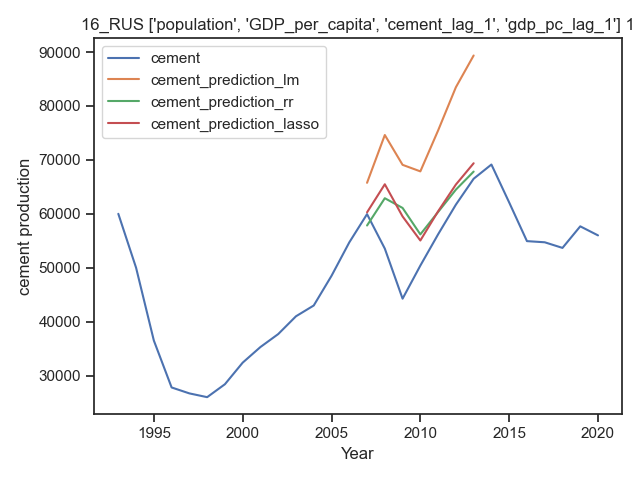 16_RUS ['population', 'GDP_per_capita', 'cement_lag_1', 'gdp_pc_lag_1'] 1
cement
cement_prediction_lm
cement_prediction_rr
cement_prediction_lasso
90000
80000
70000
60000
50000
40000
30000
cement production
1995 2000 2005 2010 2015 2020
Year